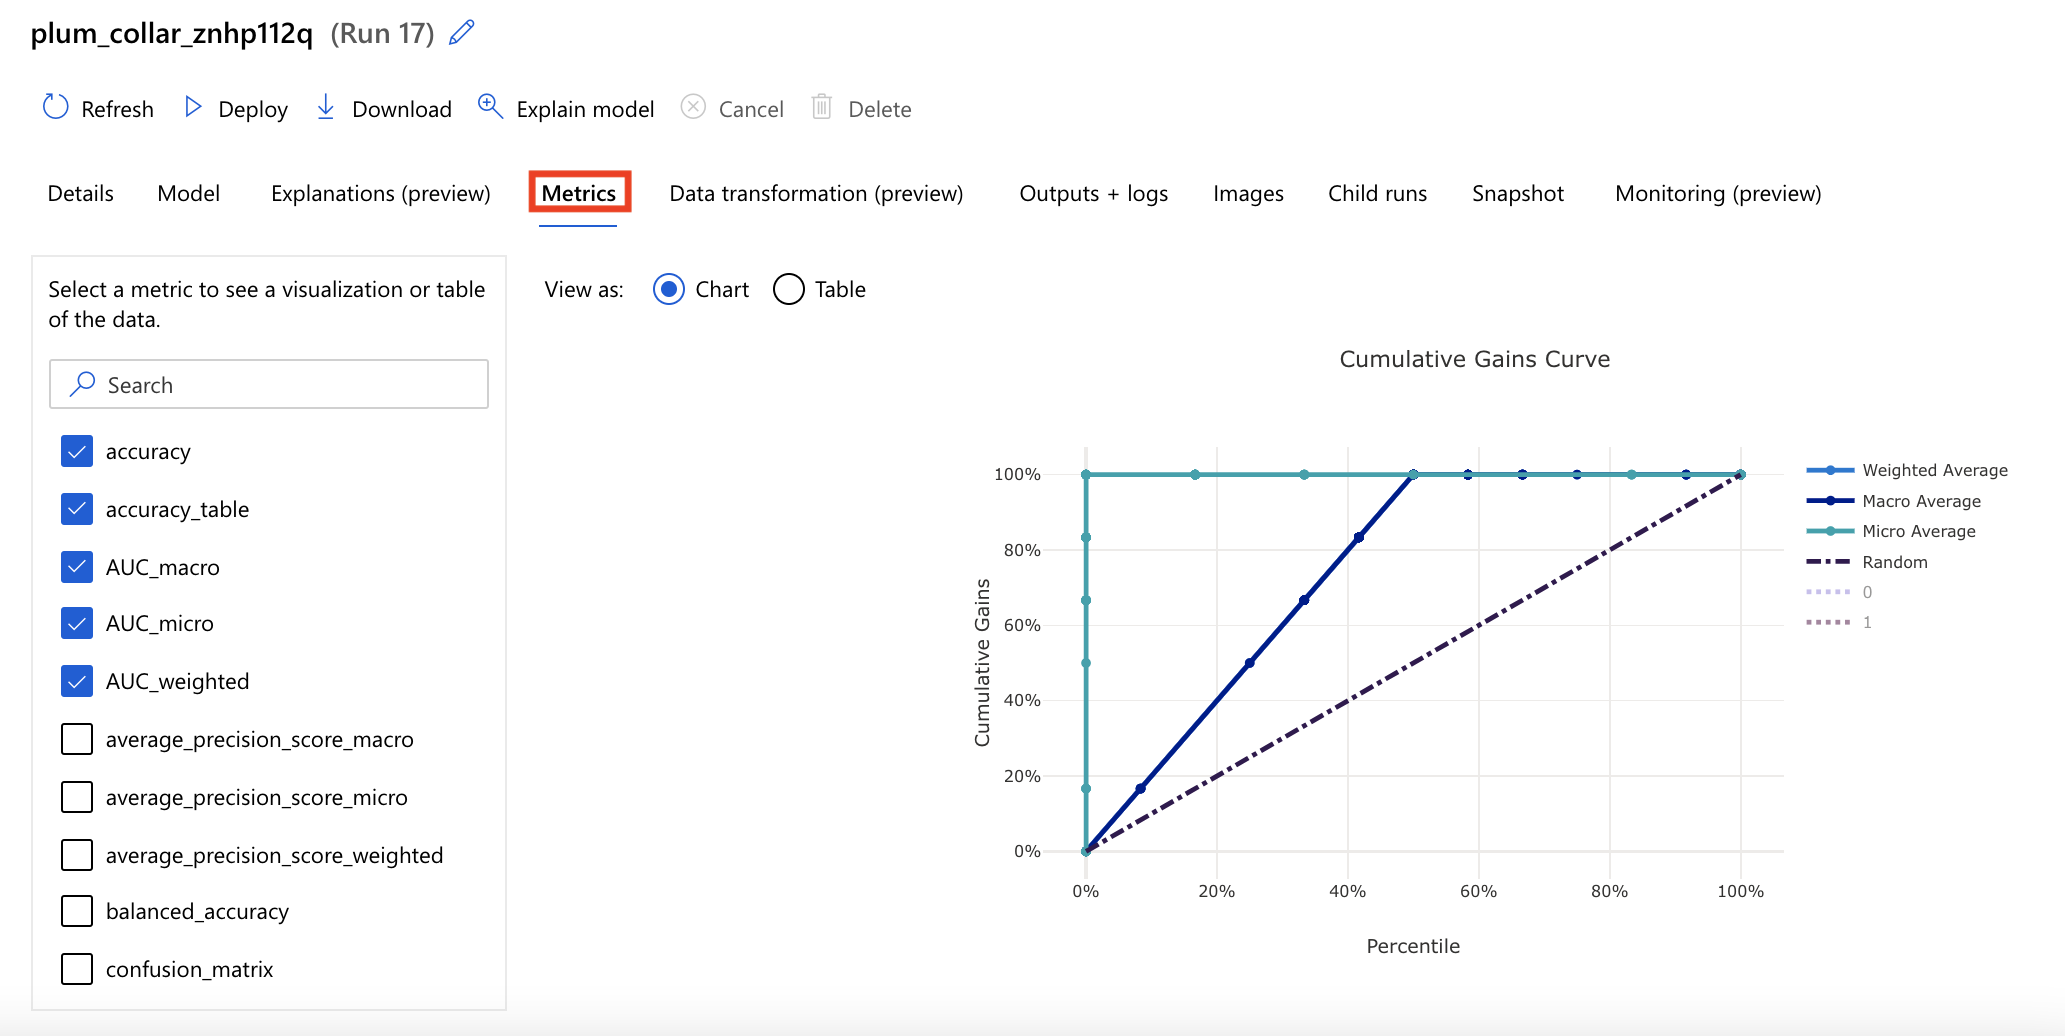 plum_collar_znhp112q (Run 17)
Refresh Deploy Download Explain model Cancel Delete
Details Model Explanations (preview) Metrics Data transformation (preview) Outputs + logs Images Child runs Snapshot Monitoring (preview)
Select a metric to see a visualization or table
of the data.
Search
accuracy
accuracy_table
AUC_macro
AUC_micro
AUC_weighted
average_precision_score_macro
average_precision_score_micro
average_precision_score_weighted
balanced_accuracy
confusion_matrix
View as: Chart Table
Cumulative Gains Curve
Cumulative Gains
100%
80%
60%
40%
20%
0%
0% 20% 40% 60% 80% 100%
Percentile
Weighted Average
Macro Average
Micro Average
Random
0
1